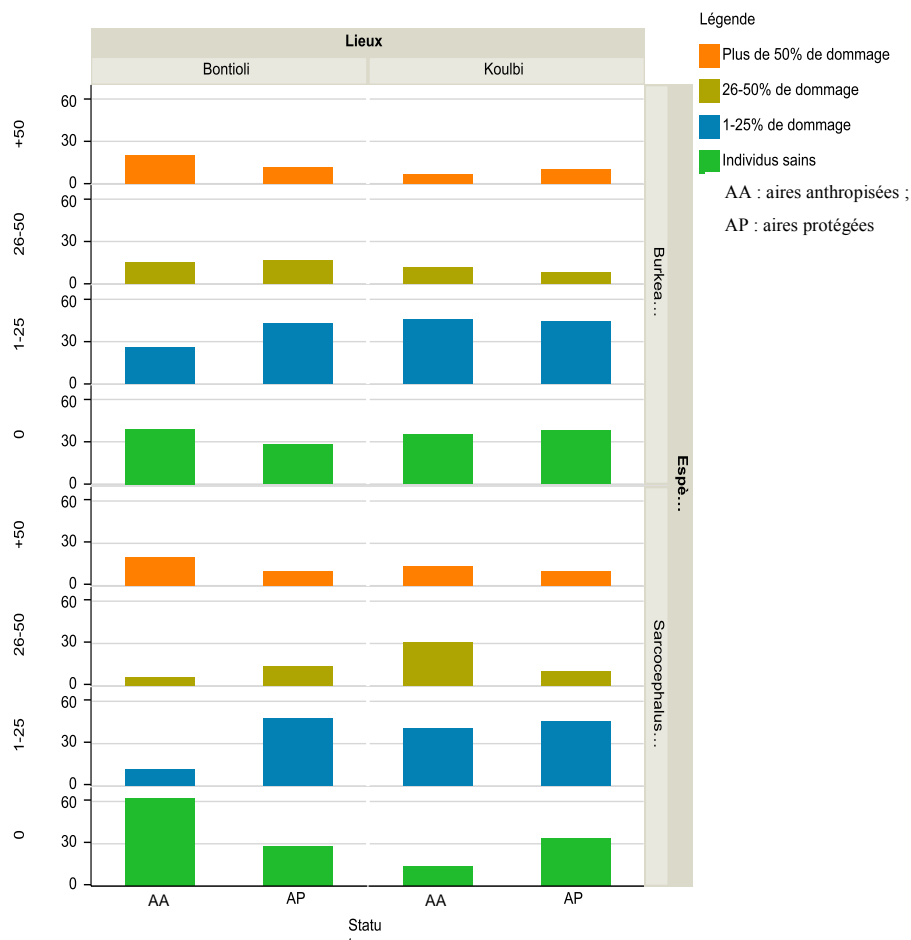 Légende
Lieux
Plus de 50% de dommage
Bontioli
Koulbi
26-50% de dommage
1-25% de dommage
Individus sains
AA : aires anthropisées ;
AP : aires protégées
+50
60
30
0
26-50
60
30
0
1-25
60
30
0
0
60
30
0
Burkea…
+50
60
30
0
26-50
60
30
0
1-25
60
30
0
0
60
30
0
Sarcocephalus…
Espè…
AA
AP
AA
AP
Statu